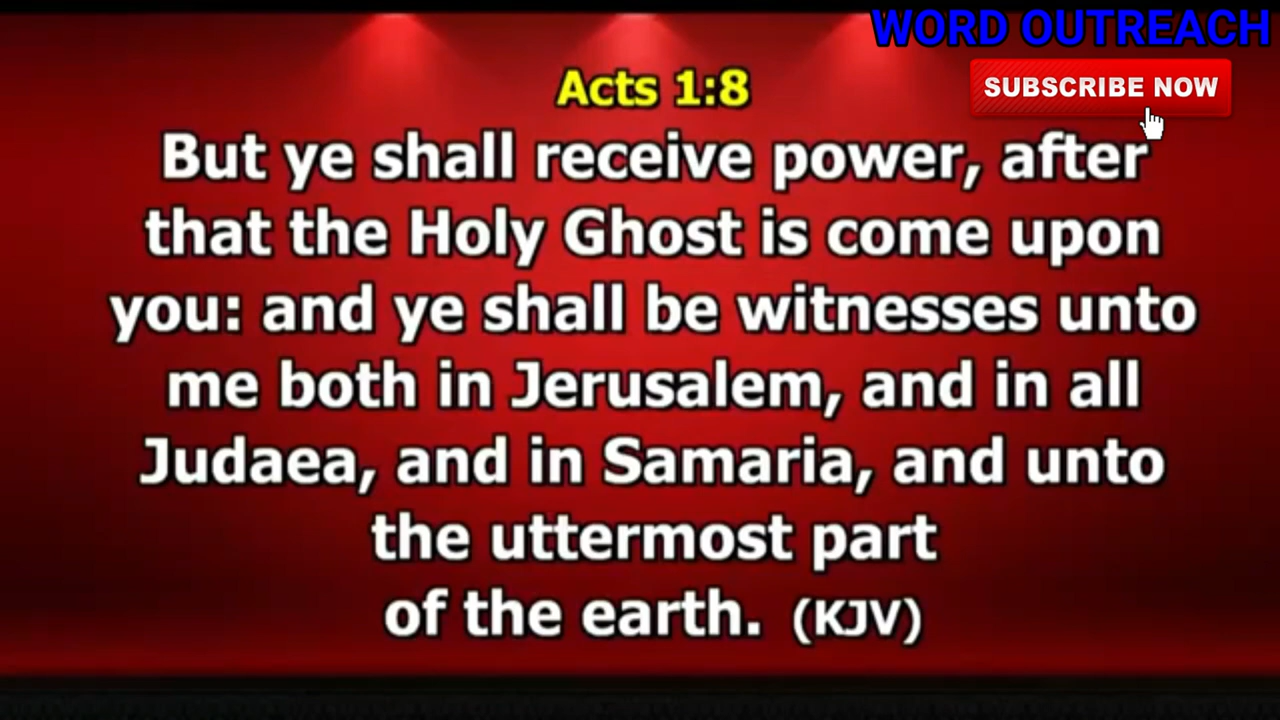 WORD OUTREACH
SUBSCRIBE NOW
Acts 1:8
But ye shall receive power, after
that the Holy Ghost is come upon
you: and ye shall be witnesses unto
me both in Jerusalem, and in all
Judaea, and in Samaria, and unto
the uttermost part
of the earth. (KJV)